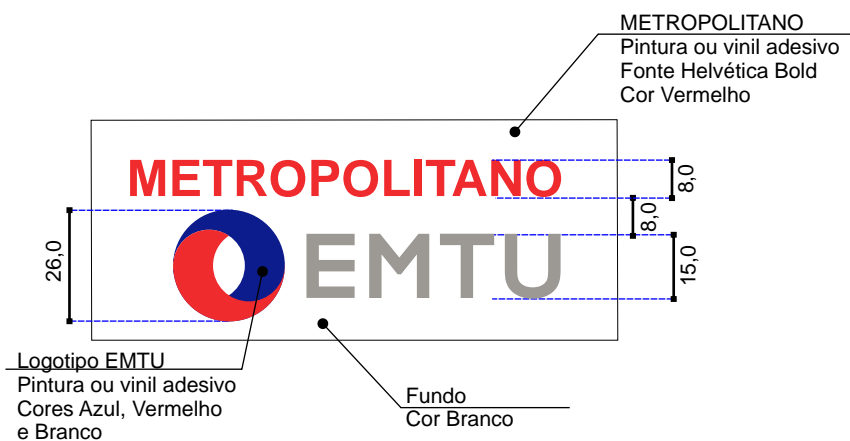 METROPOLITANO
Pintura ou vinil adesivo
Fonte Helvética Bold
Cor Vermelho
METROPOLITANO
8,0
8,0
26,0
EMTU
15,0
Logotipo EMTU
Pintura ou vinil adesivo
Cores Azul, Vermelho
e Branco
Fundo
Cor Branco